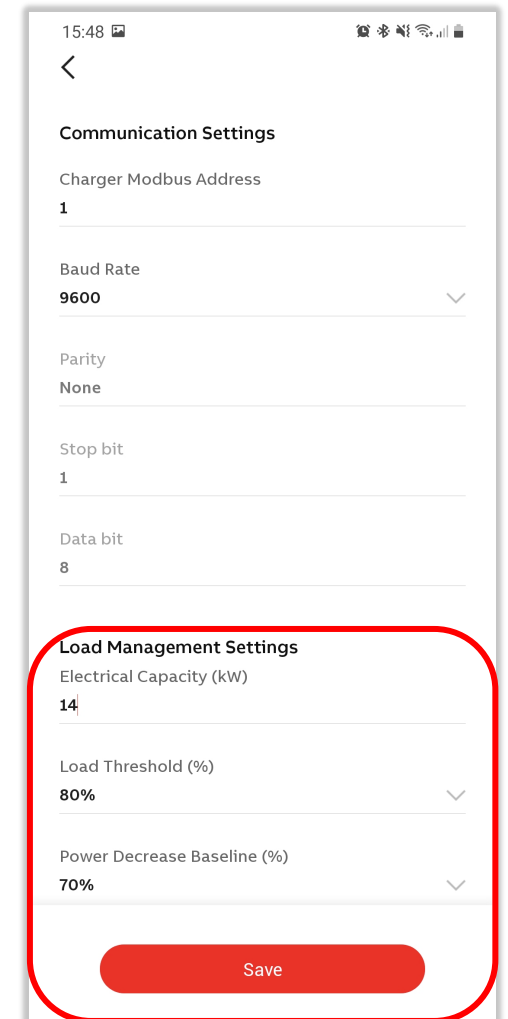 15:48
Communication Settings
Charger Modbus Address
1
Baud Rate
9600
Parity
None
Stop bit
1
Data bit
8
Load Management Settings
Electrical Capacity (kW)
14
Load Threshold (%)
80%
Power Decrease Baseline (%)
70%
Save